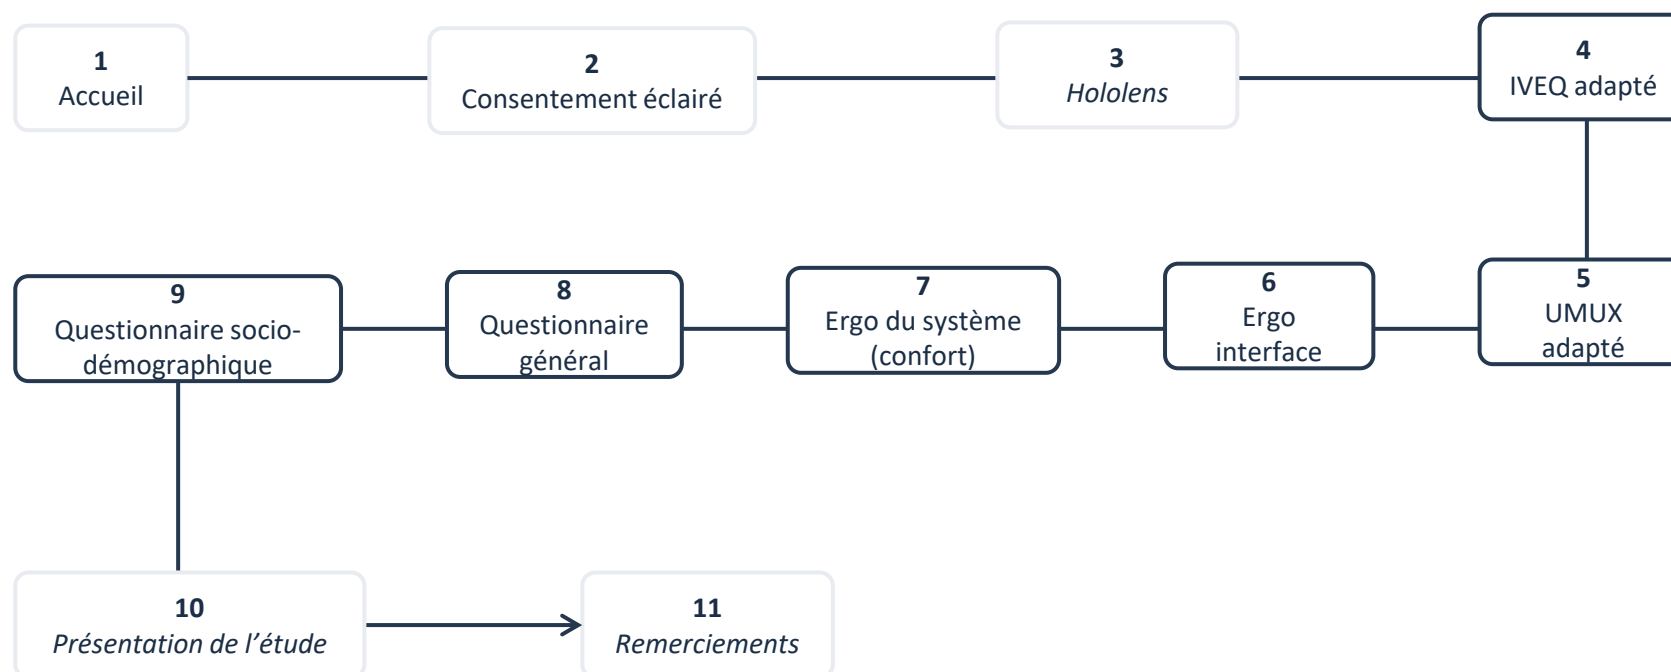 1
Accueil
2
Consentement éclairé
3
Hololens
4
IVEQ adapté
5
UMUX
adapté
6
Ergo
interface
7
Ergo du système
(confort)
8
Questionnaire
général
9
Questionnaire socio-
démographique
10
Présentation de l’étude
11
Remerciements